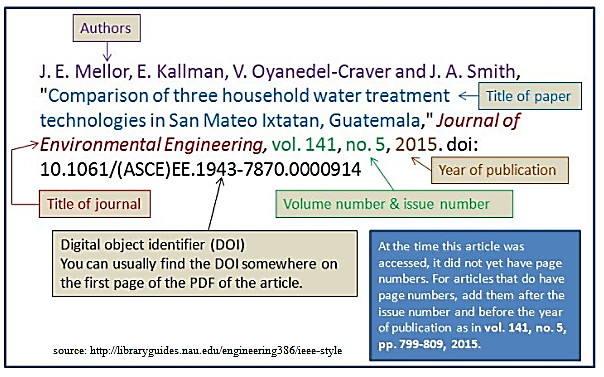 Authors
J. E. Mellor, E. Kallman, V. Oyanedel-Craver and J. A. Smith,
"Comparison of three household water treatment
Title of paper
technologies in San Mateo Ixtatan, Guatemala," Journal of
Environmental Engineering, vol. 141, no. 5, 2015. doi:
10.1061/(ASCE)EE.1943-7870.0000914
Year of publication
Title of journal
Volume number & issue number
Digital object identifier (DOI)
You can usually find the DOI somewhere on
the first page of the PDF of the article.
At the time this article was
accessed, it did not yet have page
numbers. For articles that do have
page numbers, add them after the
issue number and before the year
of publication as in vol. 141, no. 5,
pp. 799-809, 2015.
source: http://libraryguides.nau.edu/engineering386/ieee-style